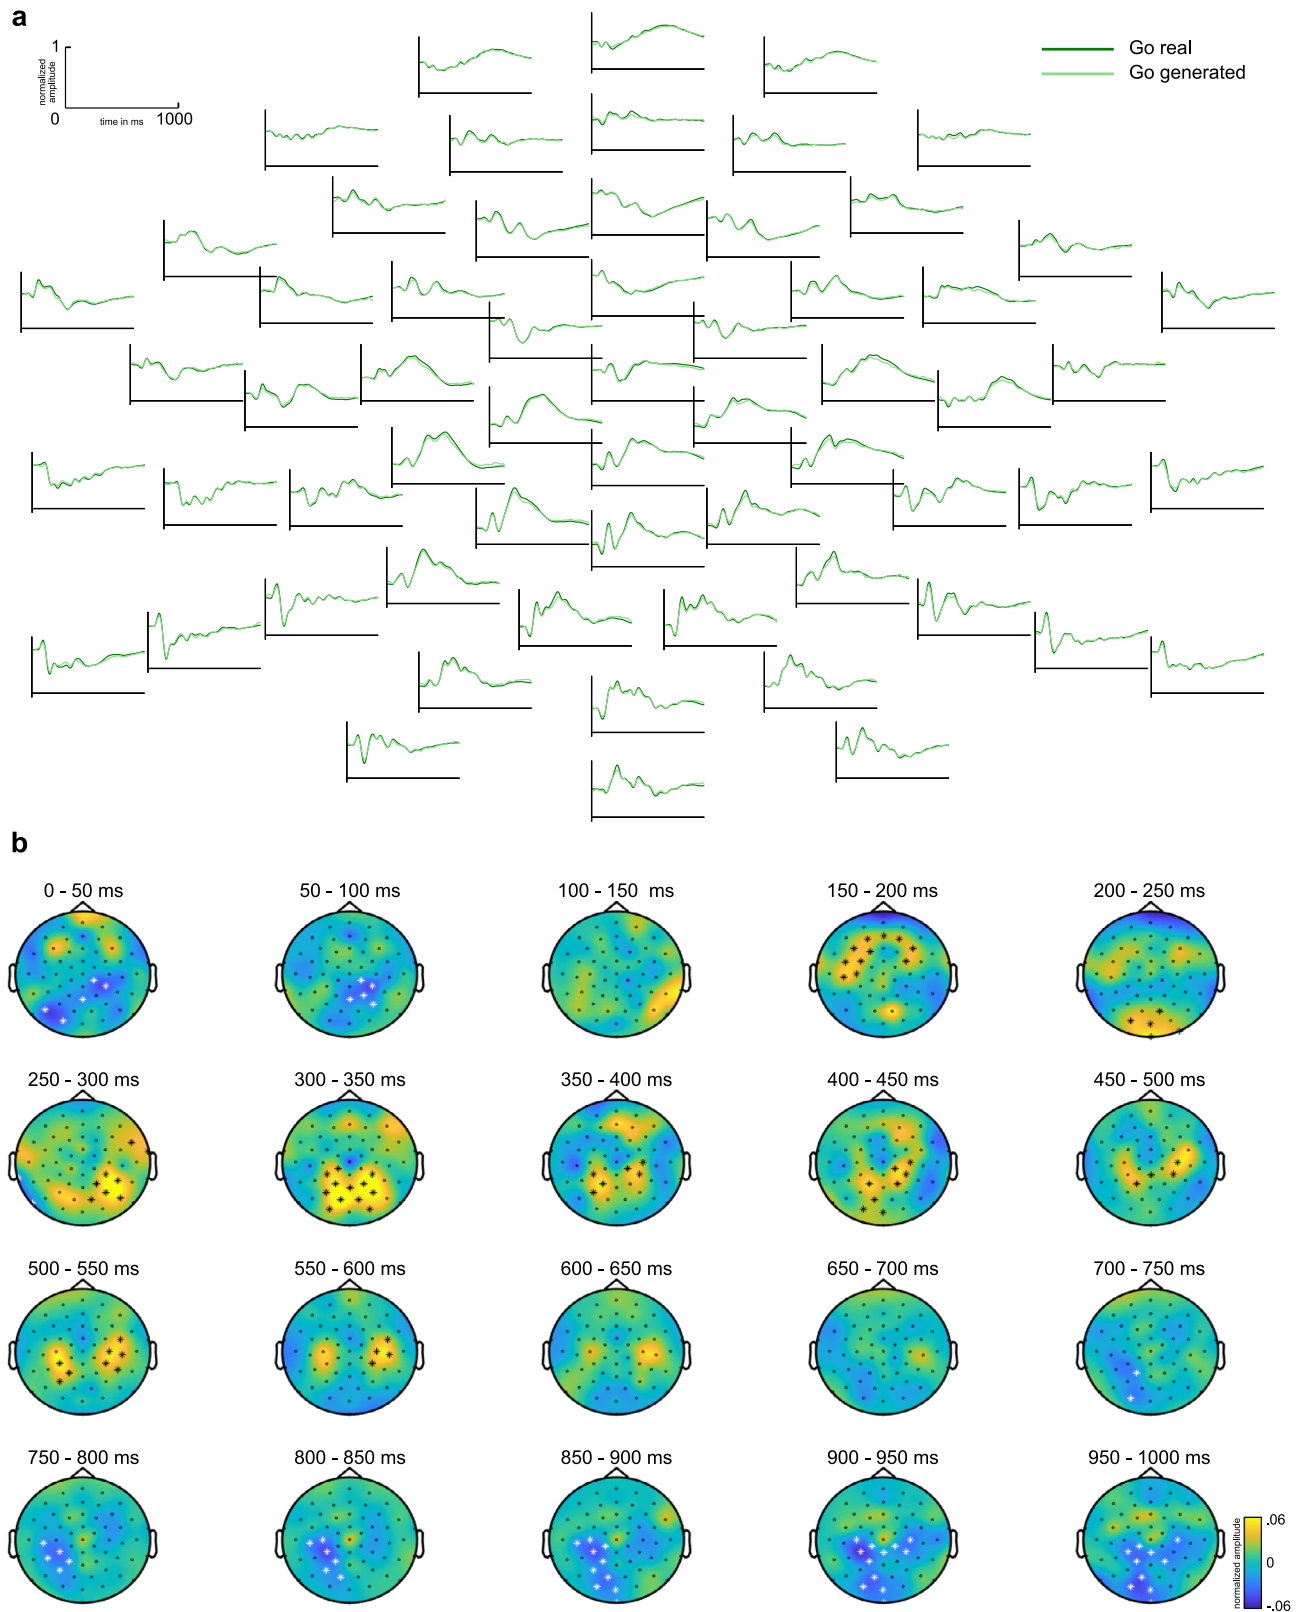 a
1
normalized
amplitude
0
time in ms
1000
Go real
Go generated
b
0 - 50 ms
50 - 100 ms
100 - 150 ms
150 - 200 ms
200 - 250 ms
250 - 300 ms
300 - 350 ms
350 - 400 ms
400 - 450 ms
450 - 500 ms
500 - 550 ms
550 - 600 ms
600 - 650 ms
650 - 700 ms
700 - 750 ms
750 - 800 ms
800 - 850 ms
850 - 900 ms
900 - 950 ms
950 - 1000 ms
normalized amplitude
.06
0
-.06